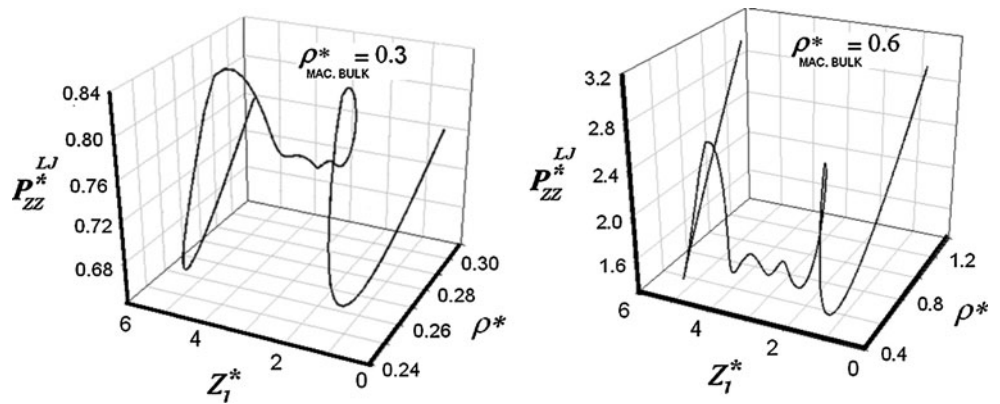 ρ* = 0.3
MAC. BULK
0.84
0.80
0.76
0.72
0.68
P*LJ ZZ
6
4
2
0
Z1*
0.24
0.26
0.28
0.30
ρ*
ρ* = 0.6
MAC. BULK
3.2
2.8
2.4
2.0
1.6
P*LJ ZZ
6
4
2
0
Z1*
0.4
0.8
1.2
ρ*